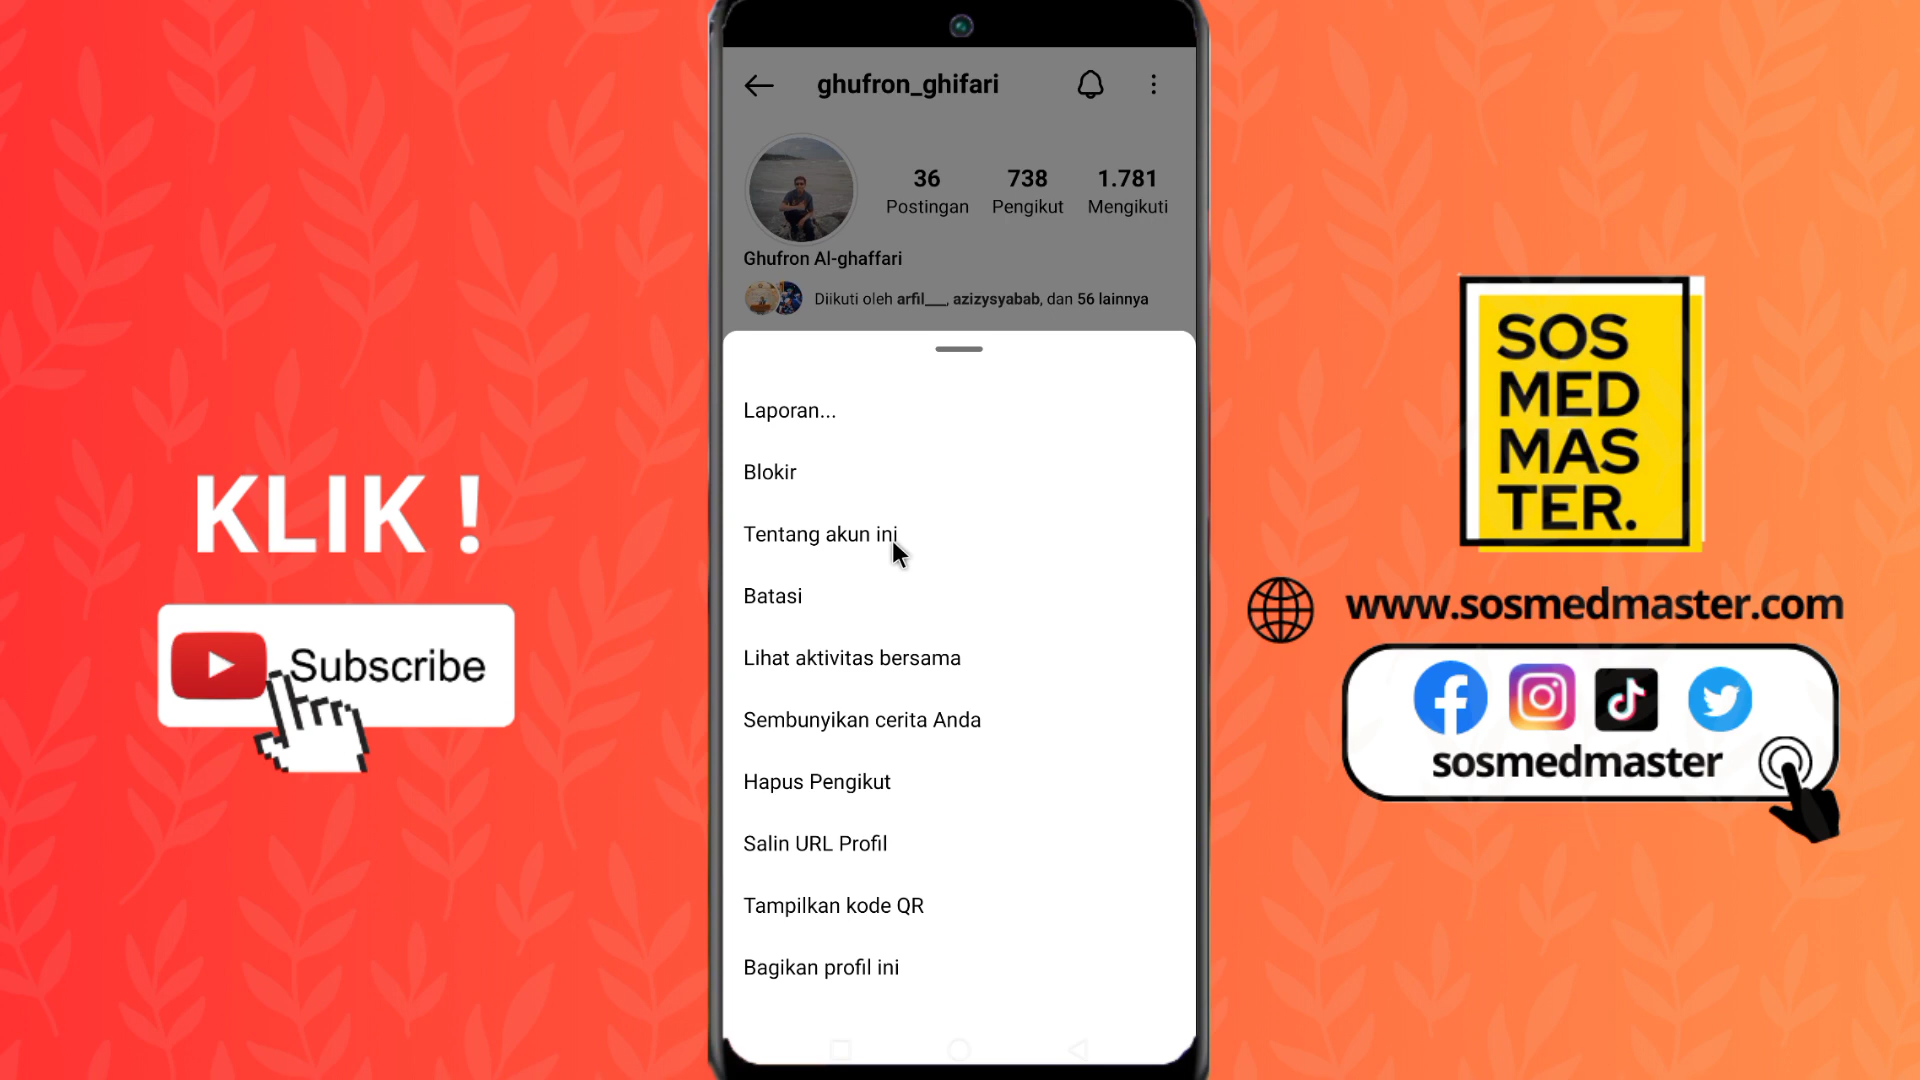 ghufron_ghifari
36
738
1.781
Postingan
Pengikut
Mengikuti
Ghufron Al-ghaffari
Diikuti oleh arfil___, azizysyabab, dan 56 lainnya
Laporan...
Blokir
Tentang akun ini
Batasi
Lihat aktivitas bersama
Sembunyikan cerita Anda
Hapus Pengikut
Salin URL Profil
Tampilkan kode QR
Bagikan profil ini
KLIK !
Subscribe
SOS
MED
MAS
TER.
www.sosmedmaster.com
sosmedmaster